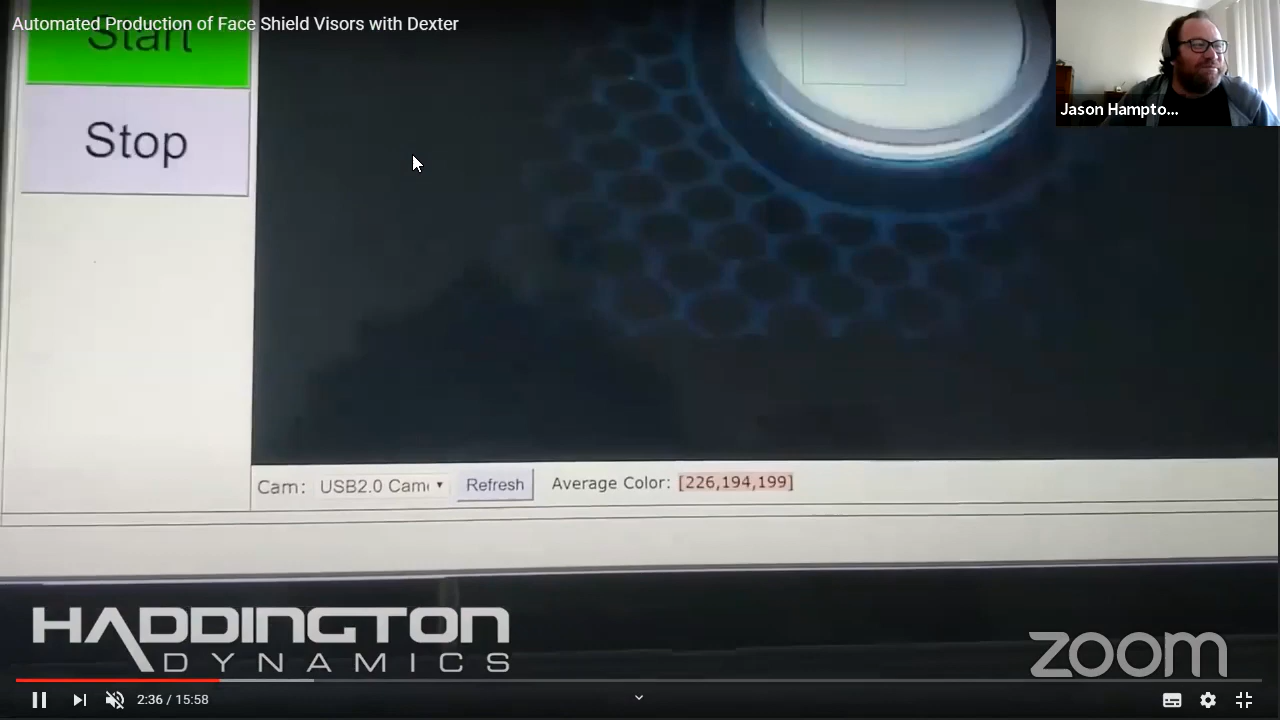 Automated Production of Face Shield Visors with Dexter
Start
Jason Hampto...
Stop
Cam: USB2.0 Cam Refresh Average Color: [226,194,199]
HADDINGTON
DYNAMICS
zoom
2:36 / 15:58